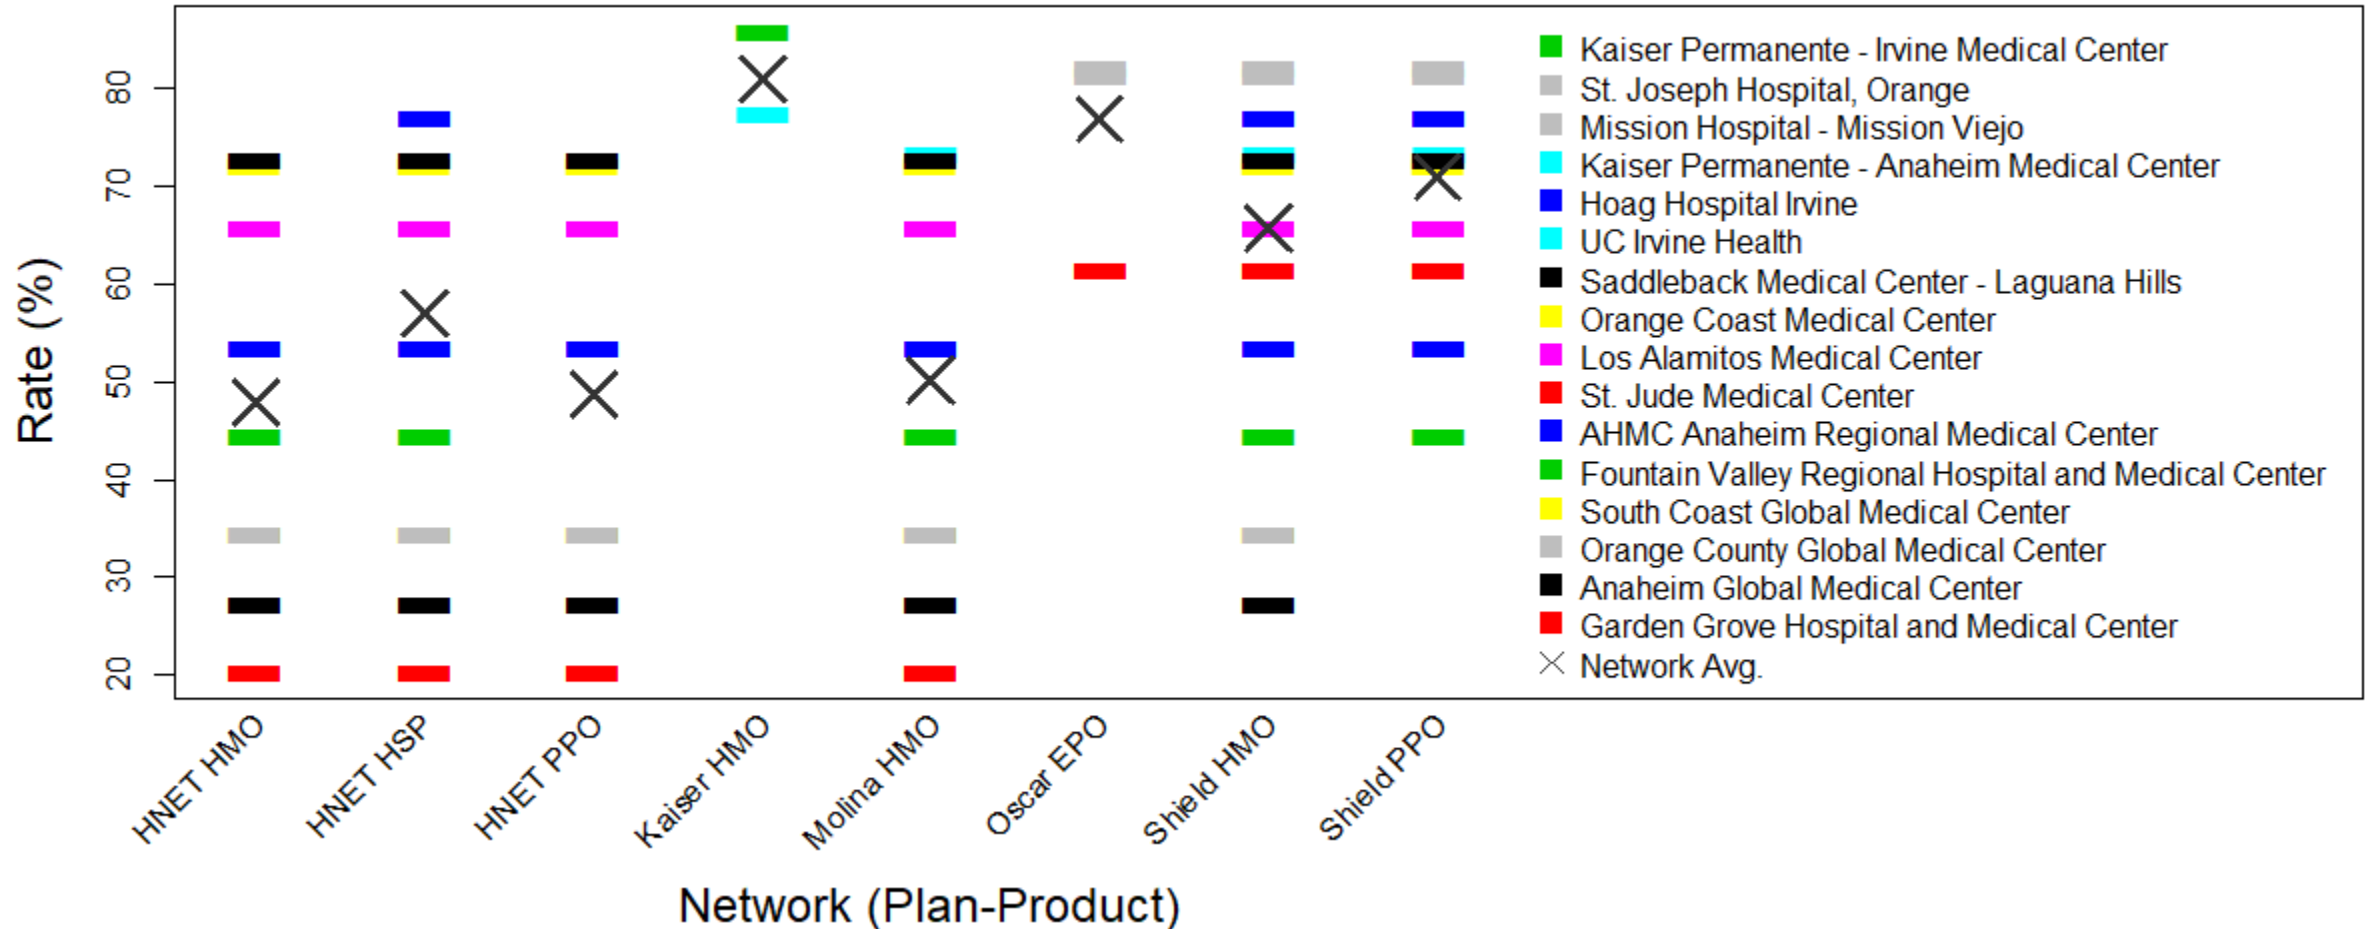 Rate (%)
80
70
60
50
40
30
20
Kaiser Permanente - Irvine Medical Center
St. Joseph Hospital, Orange
Mission Hospital - Mission Viejo
Kaiser Permanente - Anaheim Medical Center
Hoag Hospital Irvine
UC Irvine Health
Saddleback Medical Center - Laguana Hills
Orange Coast Medical Center
Los Alamitos Medical Center
St. Jude Medical Center
AHMC Anaheim Regional Medical Center
Fountain Valley Regional Hospital and Medical Center
South Coast Global Medical Center
Orange County Global Medical Center
Anaheim Global Medical Center
Garden Grove Hospital and Medical Center
Network Avg.
HNET HMO
HNET HSP
HNET PPO
Kaiser HMO
Molina HMO
Oscar EPO
Shield HMO
Shield PPO
Network (Plan-Product)